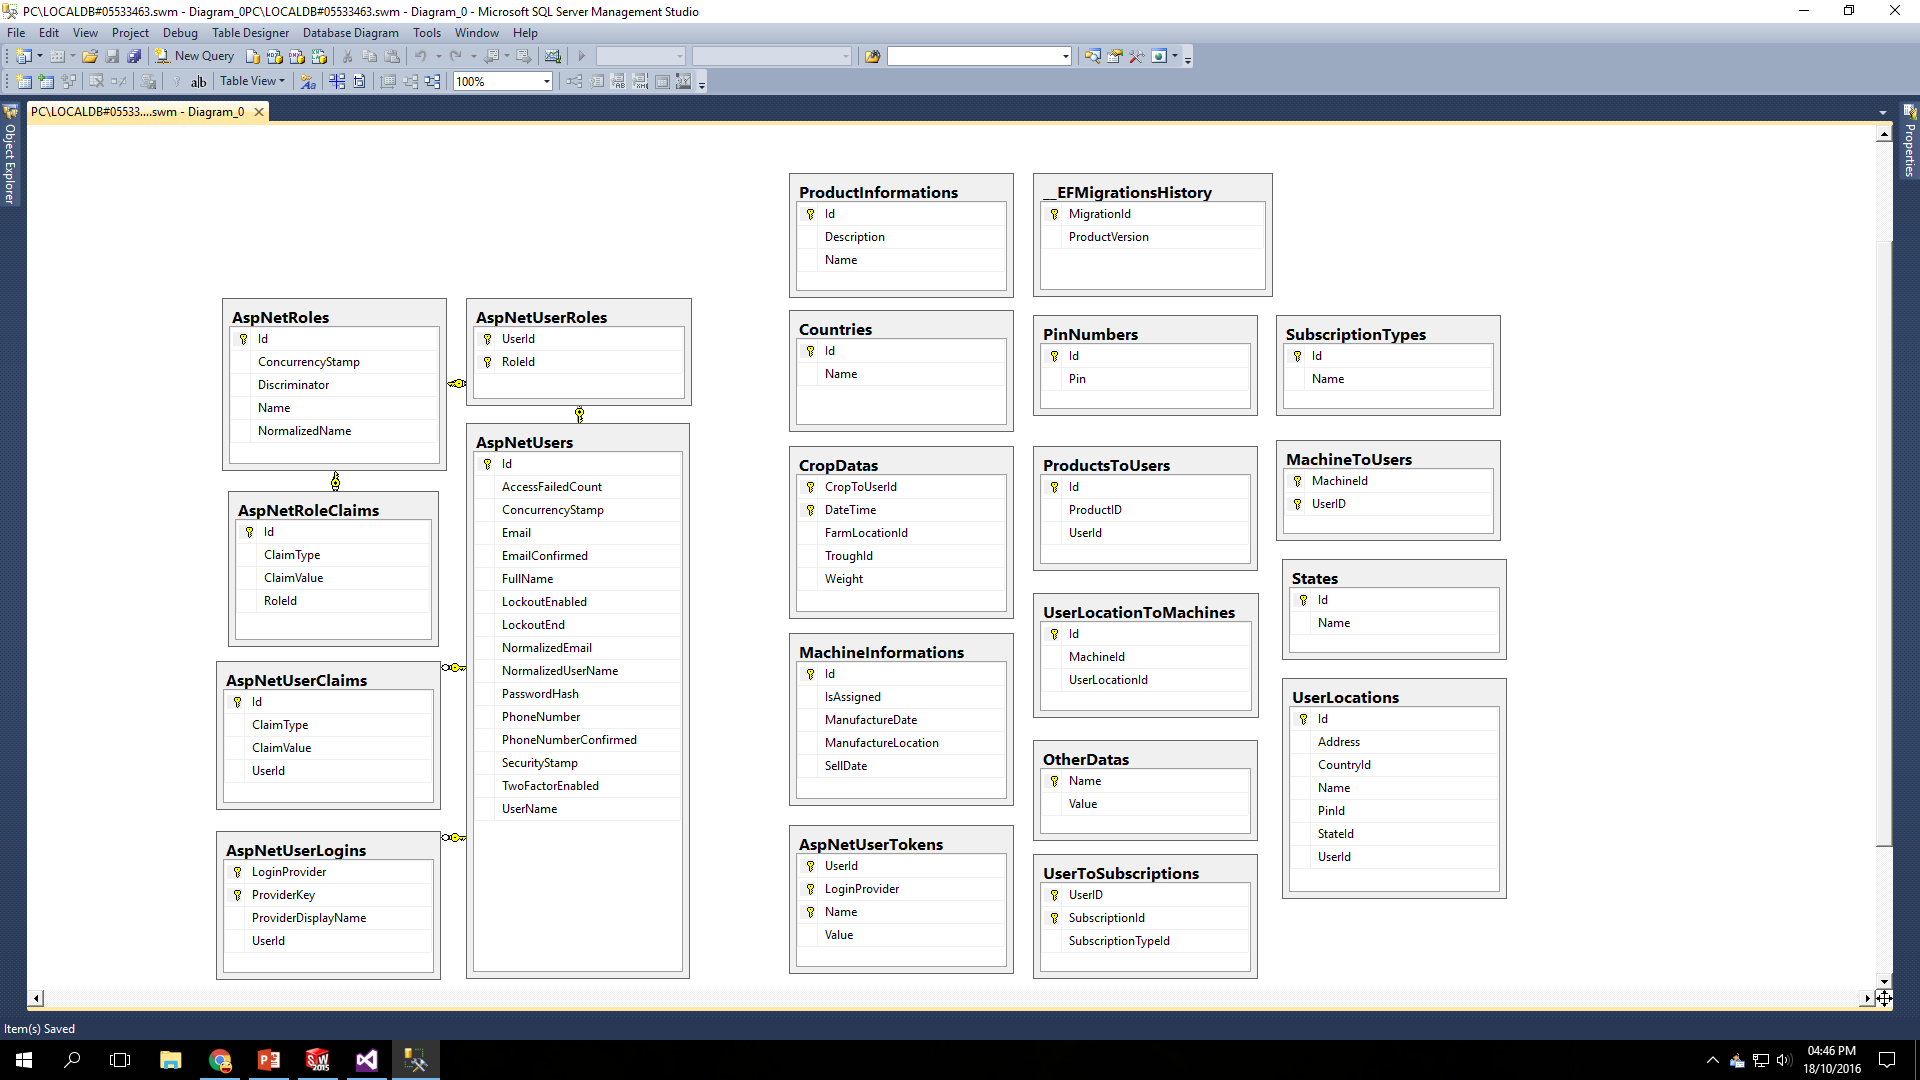 PC\LOCALDB#05533463.swm - Diagram_0PC\LOCALDB#05533463.swm - Diagram_0 - Microsoft SQL Server Management Studio
File Edit View Project Debug Table Designer Database Diagram Tools Window Help
New Query
ab Table View 100%
PC\LOCALDB#05533....swm - Diagram_0
Object Explorer
Properties
AspNetRoles
Id
ConcurrencyStamp
Discriminator
Name
NormalizedName
AspNetUserRoles
UserId
RoleId
AspNetRoleClaims
Id
ClaimType
ClaimValue
RoleId
AspNetUserClaims
Id
ClaimType
ClaimValue
UserId
AspNetUserLogins
LoginProvider
ProviderKey
ProviderDisplayName
UserId
AspNetUsers
Id
AccessFailedCount
ConcurrencyStamp
Email
EmailConfirmed
FullName
LockoutEnabled
LockoutEnd
NormalizedEmail
NormalizedUserName
PasswordHash
PhoneNumber
PhoneNumberConfirmed
SecurityStamp
TwoFactorEnabled
UserName
ProductInformations
Id
Description
Name
Countries
Id
Name
CropDatas
CropToUserId
DateTime
FarmLocationId
TroughId
Weight
MachineInformations
Id
IsAssigned
ManufactureDate
ManufactureLocation
SellDate
AspNetUserTokens
UserId
LoginProvider
Name
Value
__EFMigrationsHistory
MigrationId
ProductVersion
PinNumbers
Id
Pin
ProductsToUsers
Id
ProductID
UserId
UserLocationToMachines
Id
MachineId
UserLocationId
OtherDatas
Name
Value
UserToSubscriptions
UserID
SubscriptionId
SubscriptionTypeId
SubscriptionTypes
Id
Name
MachineToUsers
MachineId
UserID
States
Id
Name
UserLocations
Id
Address
CountryId
Name
PinId
StateId
UserId
Item(s) Saved
2015
04:46 PM
18/10/2016